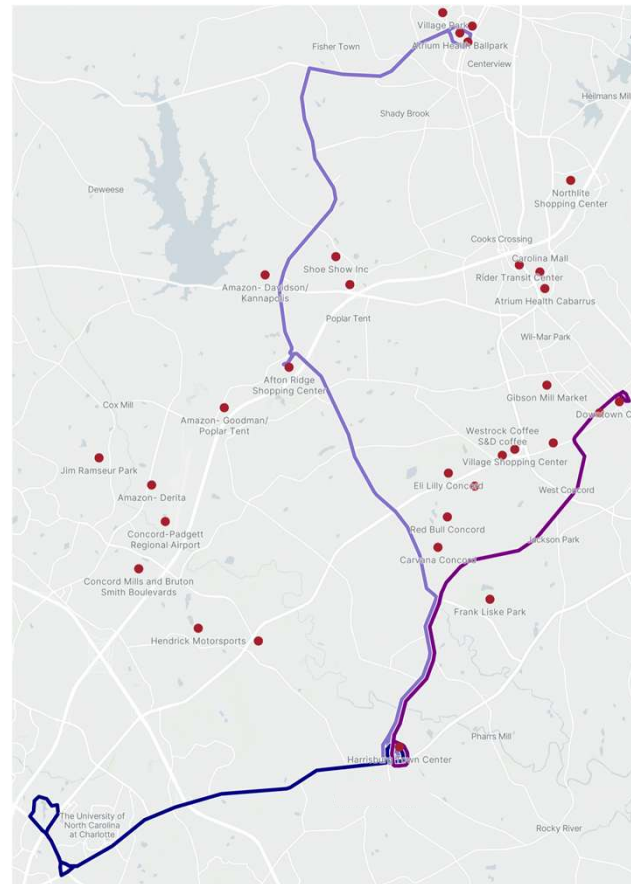 Village Park
Fisher Town
Atrium Health Ballpark
Centerview
Shady Brook
Deweese
Northlite
Shopping Center
Cooks Crossing
Carolina Mall
Shoe Show Inc
Rider Transit Center
Amazon- Davidson/
Kannapolis
Atrium Health Cabarrus
Poplar Tent
Wil-Mar Park
Afton Ridge
Shopping Center
Gibson Mill Market
Cox Mill
Amazon- Goodman/
Poplar Tent
Westrock Coffee
S&D coffee
Village Shopping Center
Jim Ramseur Park
Eli Lilly Concord
Amazon- Derita
West Concord
Concord-Padgett
Regional Airport
Red Bull Concord
Jackson Park
Carvana Concord
Concord Mills and Bruton
Smith Boulevards
Frank Liske Park
Hendrick Motorsports
Pharrs Mill
Harrisburg Town Center
The University of
North Carolina
at Charlotte
Rocky River